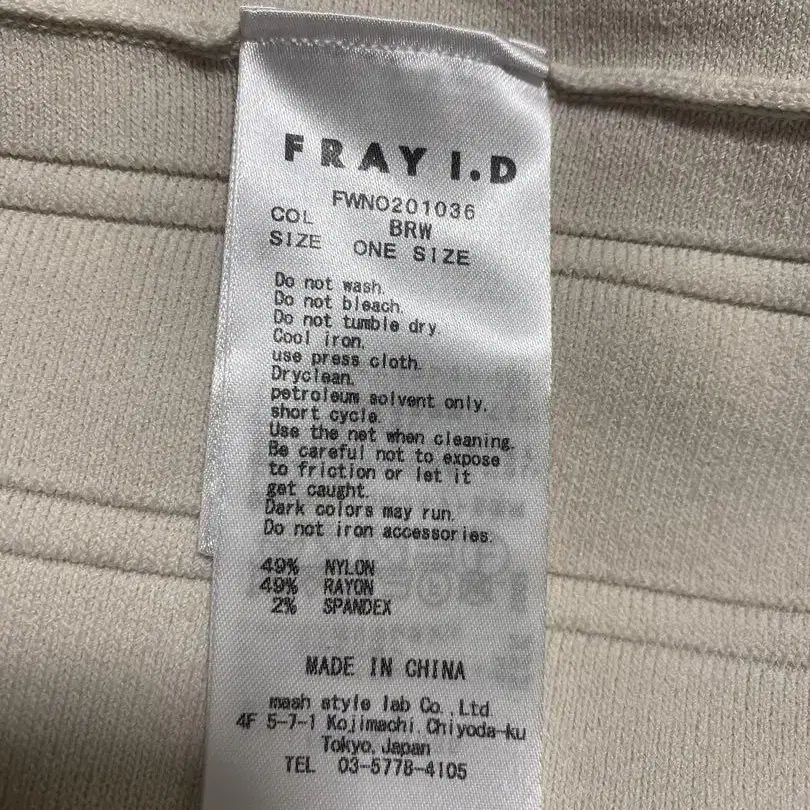 FRAY I.D
FWNO201036
COL BRW
SIZE ONE SIZE
Do not wash.
Do not bleach.
Do not tumble dry.
Cool iron.
use press cloth.
Dryclean.
petroleum solvent only.
short cycle.
Use the net when cleaning.
Be careful not to expose
to friction or let it
get caught.
Dark colors may run.
Do not iron accessories.
49% NYLON
49% RAYON
2% SPANDEX
MADE IN CHINA
mash style lab Co.,Ltd.
4F 5-7-1 Kojimachi, Chiyoda-ku
Tokyo, Japan
TEL 03-5778-4105